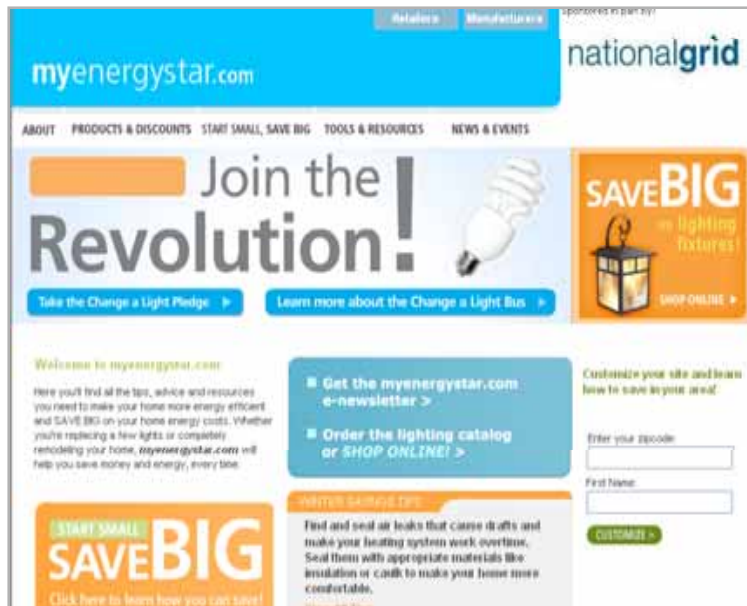 Retailers Manufacturers
Sponsored in part by:
nationalgrid
myenergystar.com
ABOUT PRODUCTS & DISCOUNTS START SMALL, SAVE BIG TOOLS & RESOURCES NEWS & EVENTS
Join the
Revolution!
Take the Change a Light Pledge
Learn more about the Change a Light Bus
SAVE BIG
on lighting
fixtures!
SHOP ONLINE
Welcome to myenergystar.com
Here you'll find all the tips, advice and resources
you need to make your home more energy efficient
and SAVE BIG on your home energy costs. Whether
you're replacing a few lights or completely
remodeling your home, myenergystar.com will
help you save money and energy, every time.
START SMALL
SAVE BIG
Click here to learn how you can save!
Get the myenergystar.com
e-newsletter >
Order the lighting catalog
or SHOP ONLINE! >
WINTER SAVINGS TIPS
Find and seal air leaks that cause drafts and
make your heating system work overtime.
Seal them with appropriate materials like
insulation or caulk to make your home more
comfortable.
Customize your site and learn
how to save in your area!
Enter your zipcode:
First Name:
CUSTOMIZE >